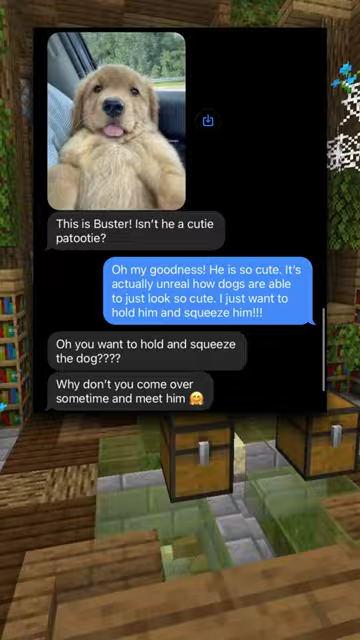 This is Buster! Isn't he a cutie
patootie?
Oh my goodness! He is so cute. It's
actually unreal how dogs are able
to just look so cute. I just want to
hold him and squeeze him!!!
Oh you want to hold and squeeze
the dog????
Why don't you come over
sometime and meet him 🤗